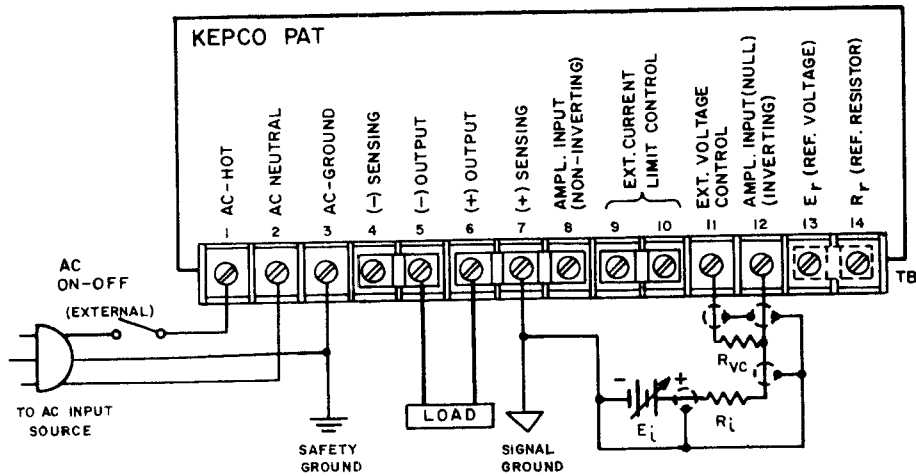 KEPCO PAT
AC-HOT
AC NEUTRAL
AC-GROUND
(-) SENSING
(-) OUTPUT
(+) OUTPUT
(+) SENSING
AMPL. INPUT
(NON-INVERTING)
EXT. CURRENT
LIMIT CONTROL
EXT. VOLTAGE
CONTROL
AMPL. INPUT (NULL)
(INVERTING)
Er (REF. VOLTAGE)
Rr (REF. RESISTOR)
1 2 3 4 5 6 7 8 9 10 11 12 13 14
TB
AC
ON-OFF
(EXTERNAL)
TO AC INPUT
SOURCE
SAFETY
GROUND
LOAD
SIGNAL
GROUND
- +
Ei
Ri
RVC